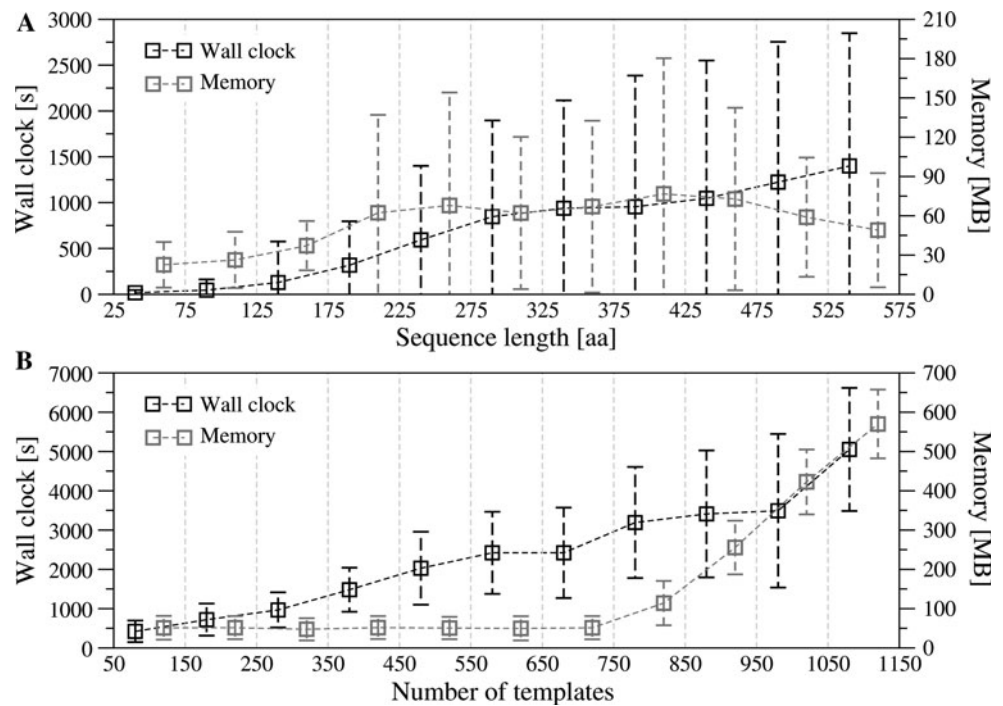 A
Wall clock [s]
3000
2500
2000
1500
1000
500
0
Wall clock
Memory
210
180
150
120
90
60
30
0
Memory [MB]
25 75 125 175 225 275 325 375 425 475 525 575
Sequence length [aa]
B
Wall clock [s]
7000
6000
5000
4000
3000
2000
1000
0
Wall clock
Memory
700
600
500
400
300
200
100
0
Memory [MB]
50 150 250 350 450 550 650 750 850 950 1050 1150
Number of templates